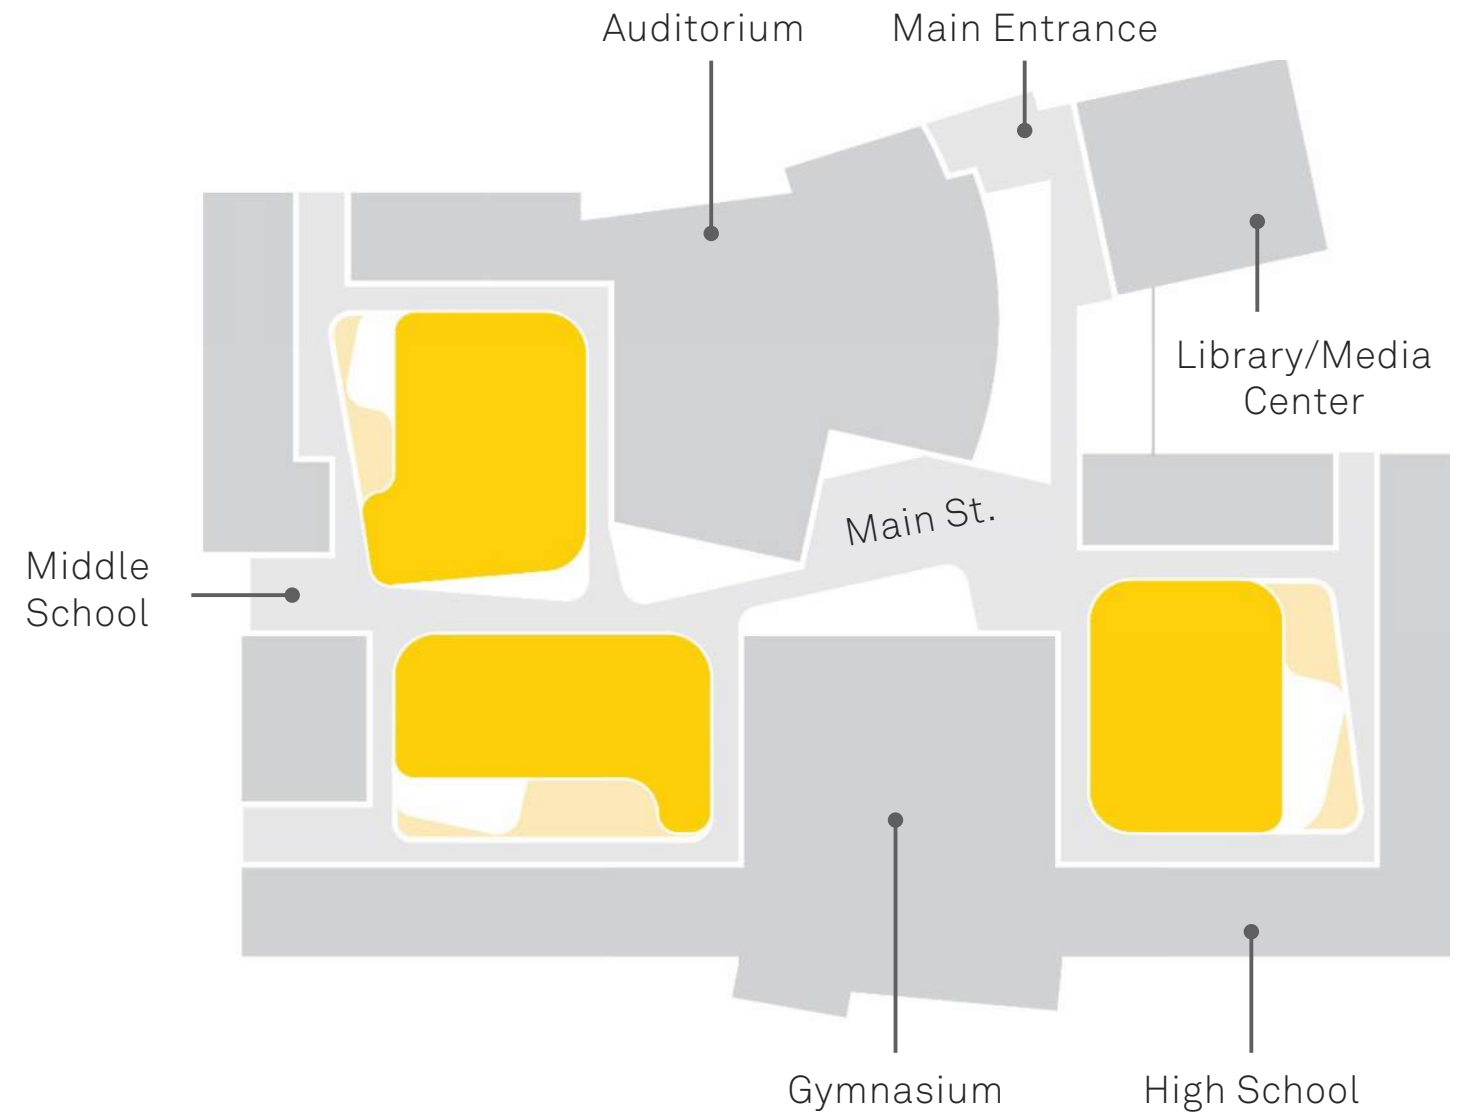 Auditorium
Main Entrance
Library/Media
Center
Main St.
Middle
School
Gymnasium
High School